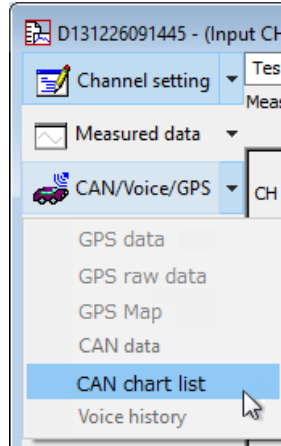 D131226091445 - (Input CH
Channel setting
Tes
Meas
Measured data
CAN/Voice/GPS
CH
GPS data
GPS raw data
GPS Map
CAN data
CAN chart list
Voice history